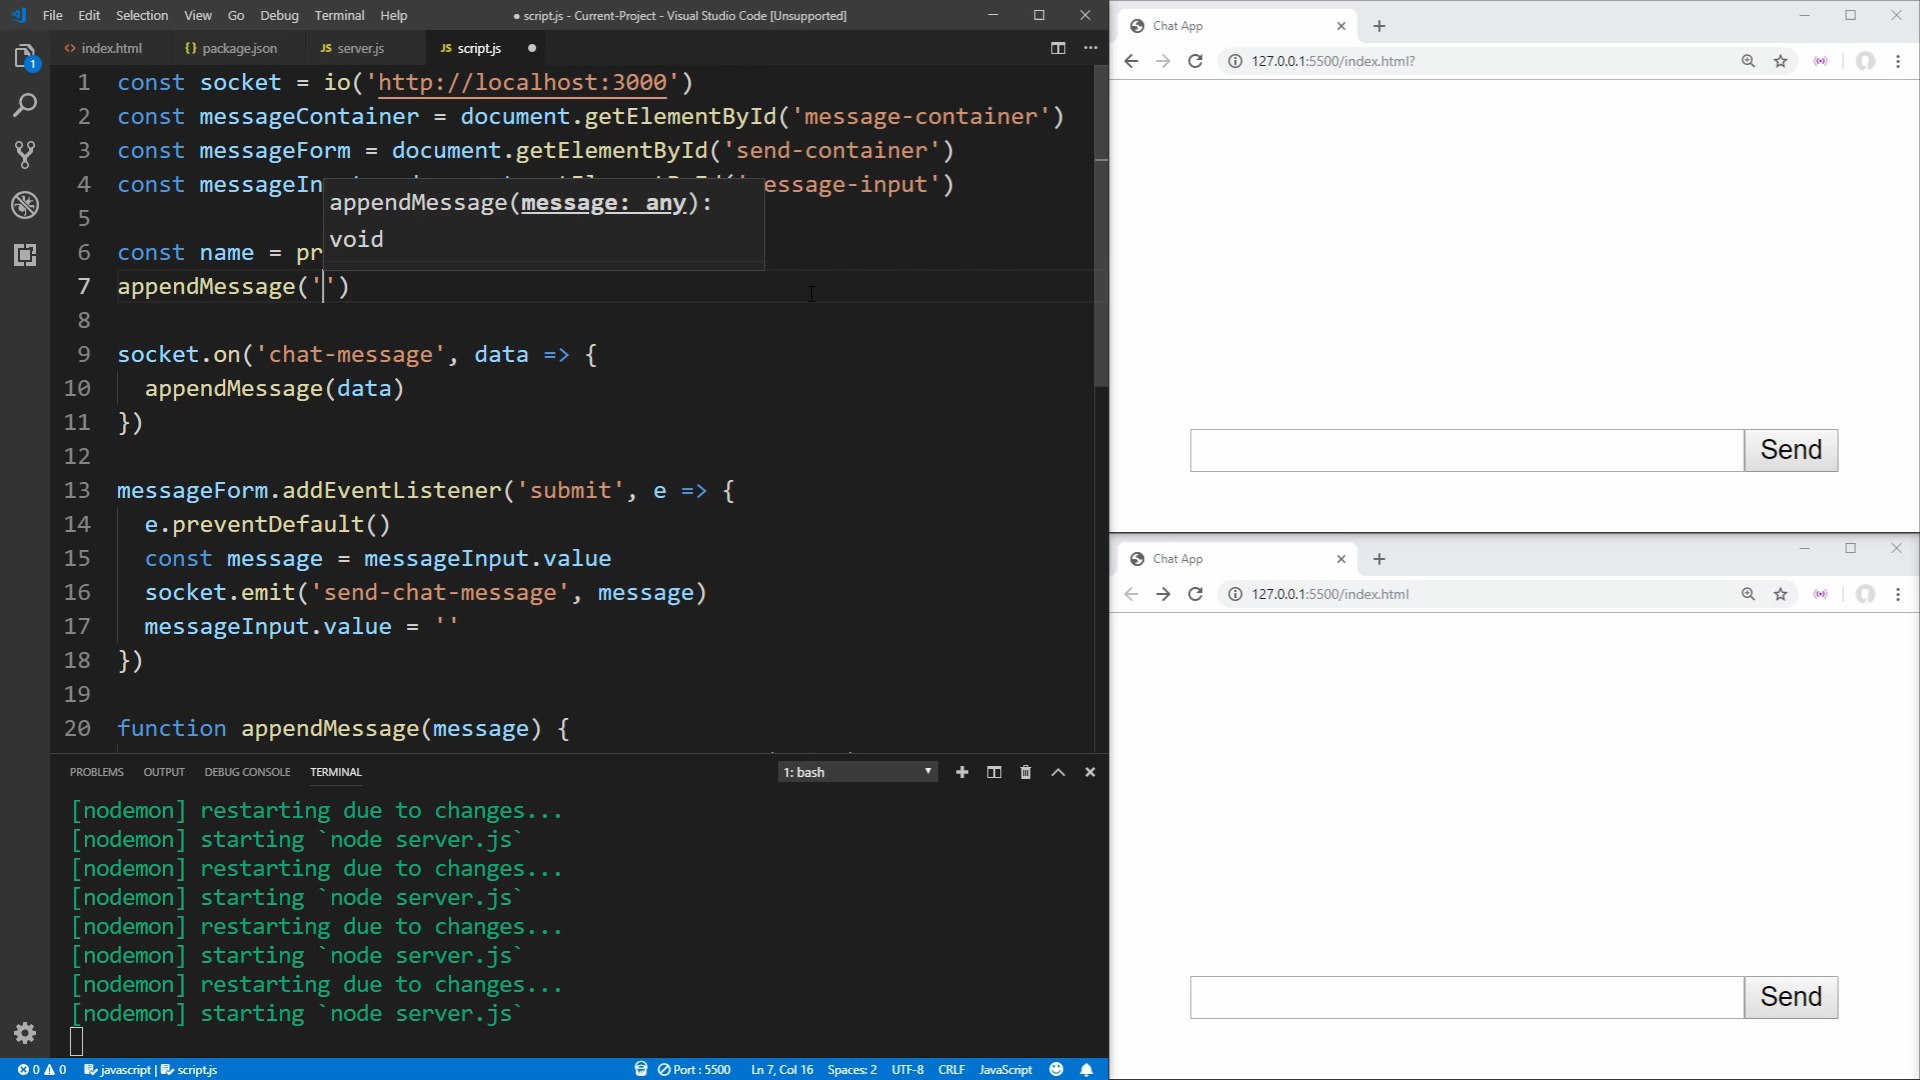 File Edit Selection View Go Debug Terminal Help
● script.js - Current-Project - Visual Studio Code [Unsupported]
index.html package.json JS server.js JS script.js
1 const socket = io('http://localhost:3000')
2 const messageContainer = document.getElementById('message-container')
3 const messageForm = document.getElementById('send-container')
4 const messageIn essage-input')
appendMessage(message: any):
void
5
6 const name = pr
7 appendMessage('')
8
9 socket.on('chat-message', data => {
10 appendMessage(data)
11 })
12
13 messageForm.addEventListener('submit', e => {
14 e.preventDefault()
15 const message = messageInput.value
16 socket.emit('send-chat-message', message)
17 messageInput.value = ''
18 })
19
20 function appendMessage(message) {
PROBLEMS OUTPUT DEBUG CONSOLE TERMINAL 1: bash
[nodemon] restarting due to changes...
[nodemon] starting `node server.js`
[nodemon] restarting due to changes...
[nodemon] starting `node server.js`
[nodemon] restarting due to changes...
[nodemon] starting `node server.js`
[nodemon] restarting due to changes...
[nodemon] starting `node server.js`
1
0 0 javascript | script.js Port : 5500 Ln 7, Col 16 Spaces: 2 UTF-8 CRLF JavaScript
Chat App
127.0.0.1:5500/index.html?
Send
Chat App
127.0.0.1:5500/index.html
Send